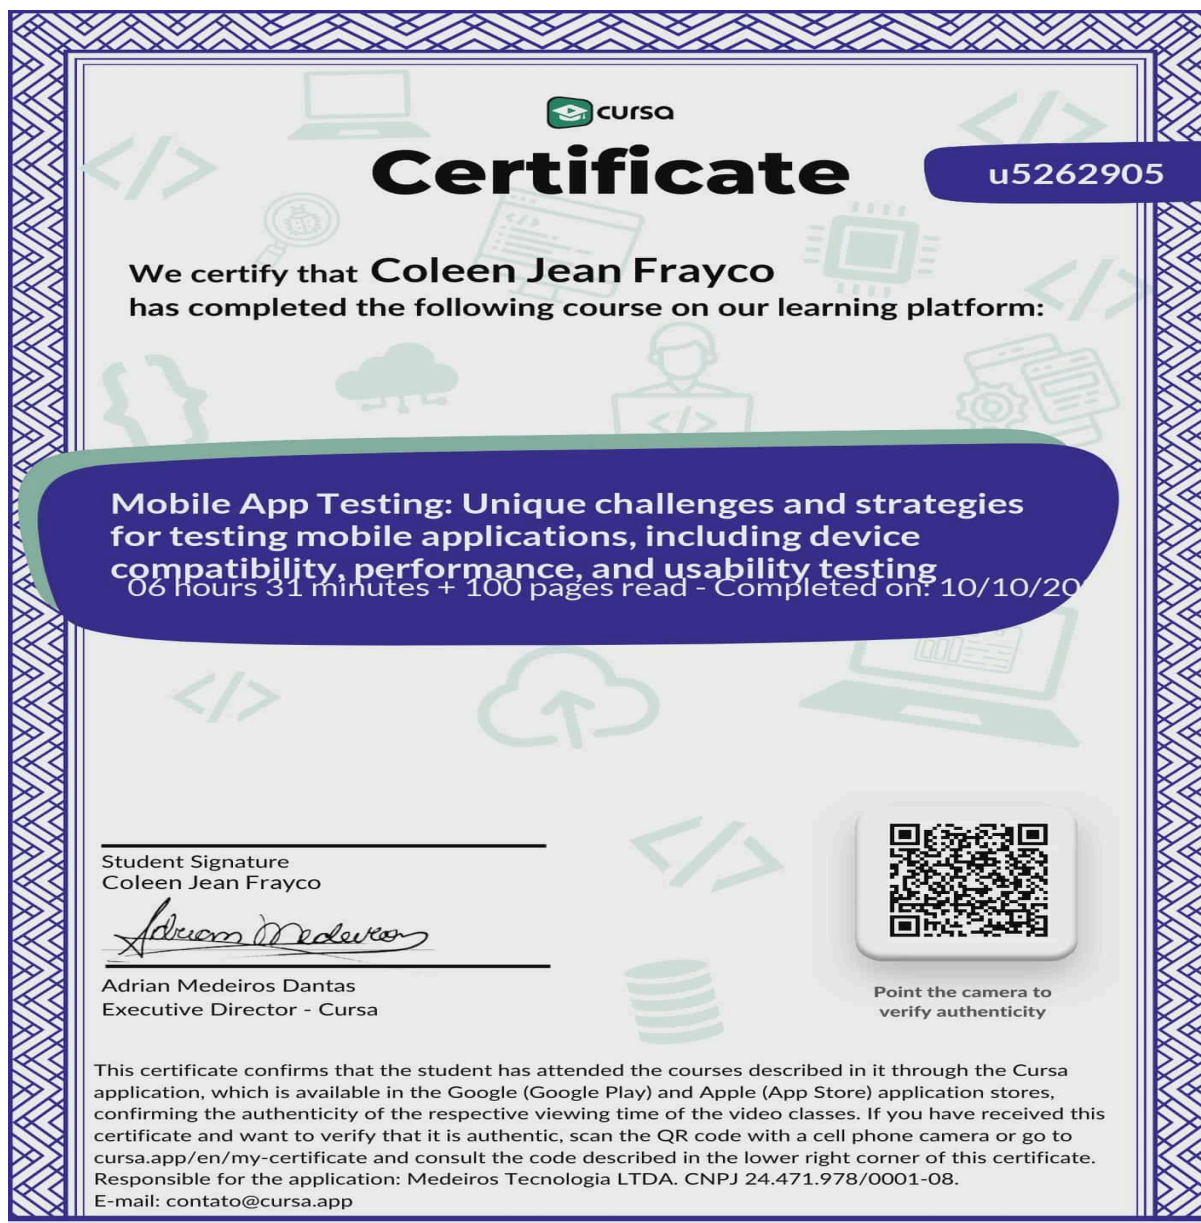 cursa
Certificate
u5262905
We certify that Coleen Jean Frayco
has completed the following course on our learning platform:
Mobile App Testing: Unique challenges and strategies
for testing mobile applications, including device
compatibility, performance, and usability testing
06 hours 31 minutes + 100 pages read - Completed on: 10/10/20
Student Signature
Coleen Jean Frayco
Adrian Medeiros
Adrian Medeiros Dantas
Executive Director - Cursa
Point the camera to
verify authenticity
This certificate confirms that the student has attended the courses described in it through the Cursa
application, which is available in the Google (Google Play) and Apple (App Store) application stores,
confirming the authenticity of the respective viewing time of the video classes. If you have received this
certificate and want to verify that it is authentic, scan the QR code with a cell phone camera or go to
cursa.app/en/my-certificate and consult the code described in the lower right corner of this certificate.
Responsible for the application: Medeiros Tecnologia LTDA. CNPJ 24.471.978/0001-08.
E-mail: contato@cursa.app